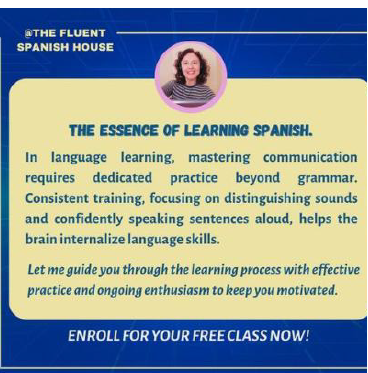 @THE FLUENT
SPANISH HOUSE
THE ESSENCE OF LEARNING SPANISH.
In language learning, mastering communication
requires dedicated practice beyond grammar.
Consistent training, focusing on distinguishing sounds
and confidently speaking sentences aloud, helps the
brain internalize language skills.
Let me guide you through the learning process with effective
practice and ongoing enthusiasm to keep you motivated.
ENROLL FOR YOUR FREE CLASS NOW!